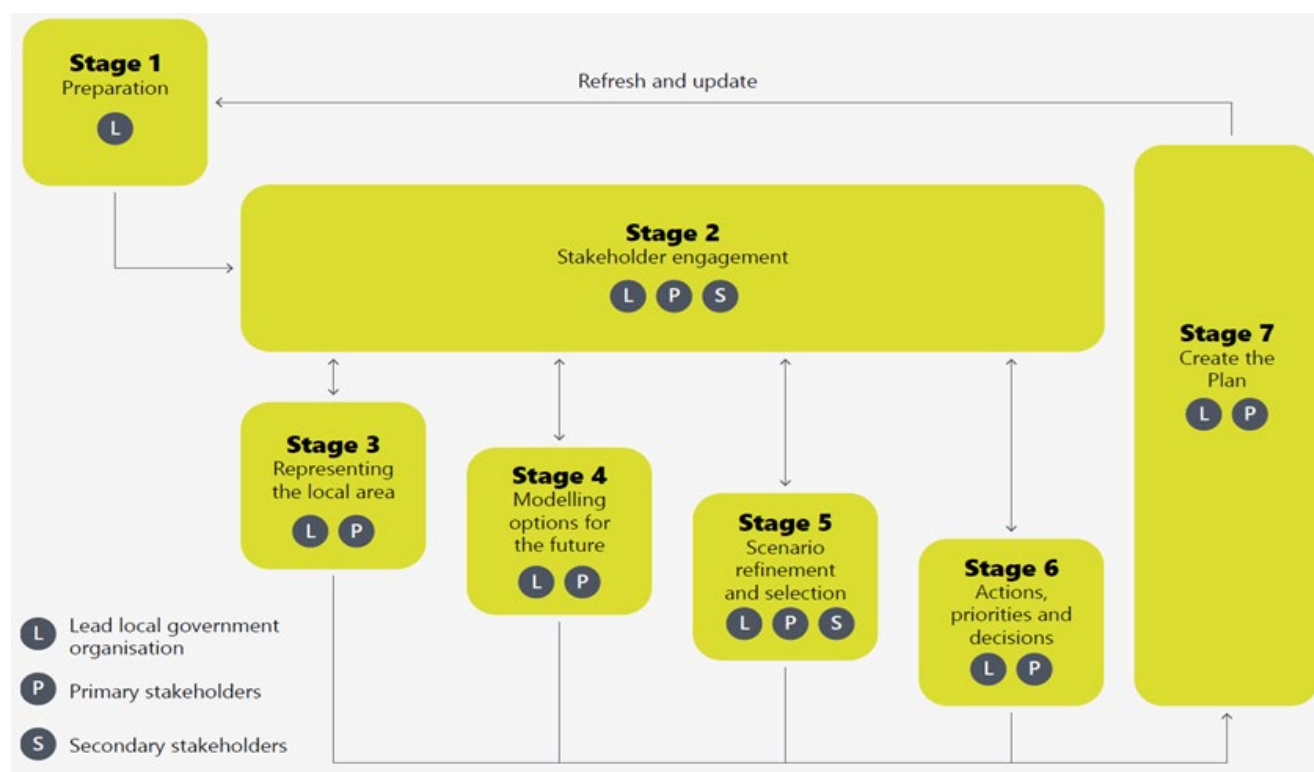 Stage 1
Preparation
L
Refresh and update
Stage 2
Stakeholder engagement
L P S
Stage 3
Representing
the local area
L P
Stage 4
Modelling
options for
the future
L P
Stage 5
Scenario
refinement
and selection
L P S
Stage 6
Actions,
priorities and
decisions
L P
Stage 7
Create the
Plan
L P
L Lead local government
organisation
P Primary stakeholders
S Secondary stakeholders